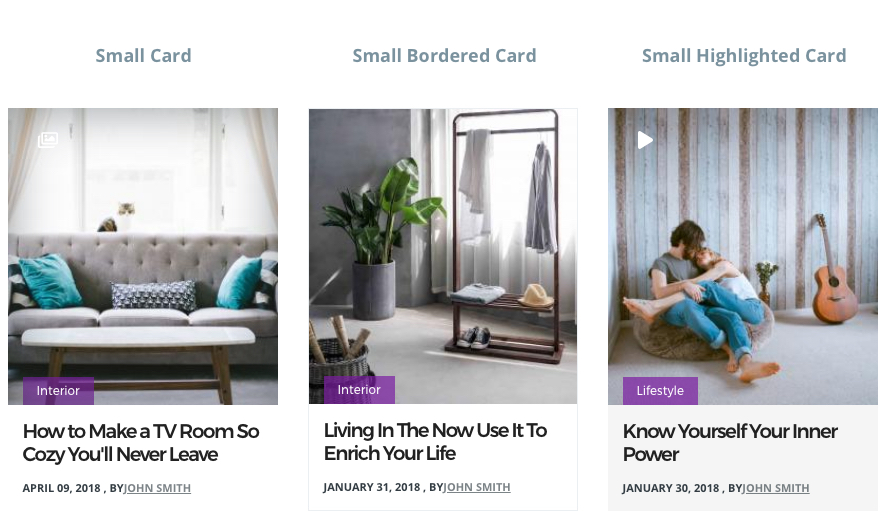 Small Card
Small Bordered Card
Small Highlighted Card
Interior
How to Make a TV Room So
Cozy You'll Never Leave
APRIL 09, 2018 , BYJOHN SMITH
Interior
Living In The Now Use It To
Enrich Your Life
JANUARY 31, 2018 , BYJOHN SMITH
Lifestyle
Know Yourself Your Inner
Power
JANUARY 30, 2018 , BYJOHN SMITH